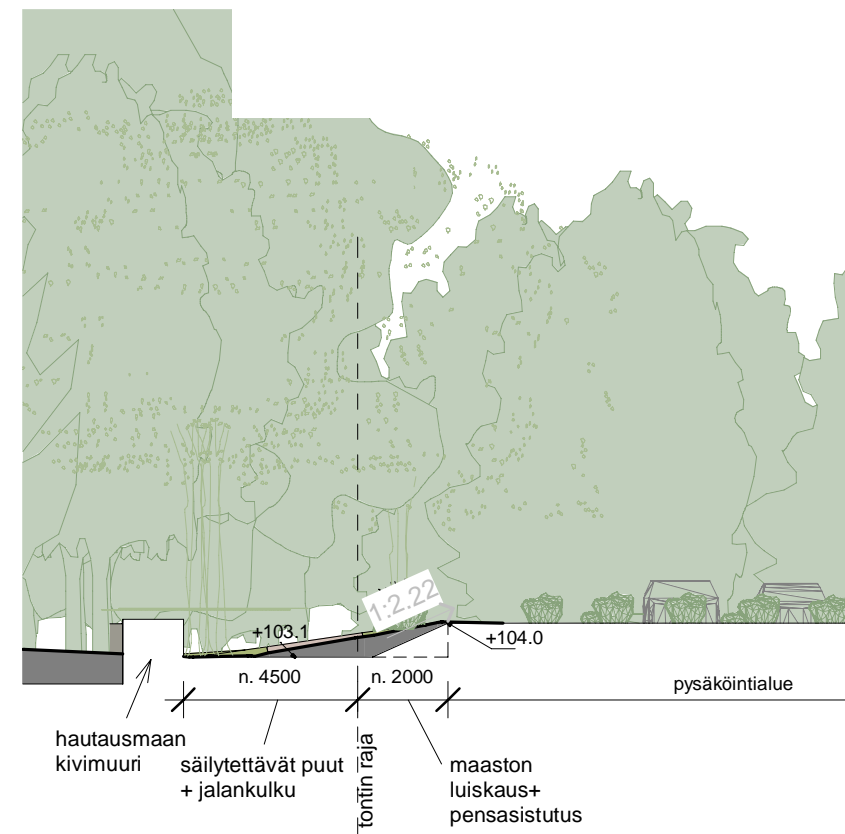 1:2.22
+103.1
+104.0
n. 4500
n. 2000
pysäköintialue
hautausmaan
kivimuuri
säilytettävät puut
+ jalankulku
tontin raja
maaston
luiskaus+
pensasistutus